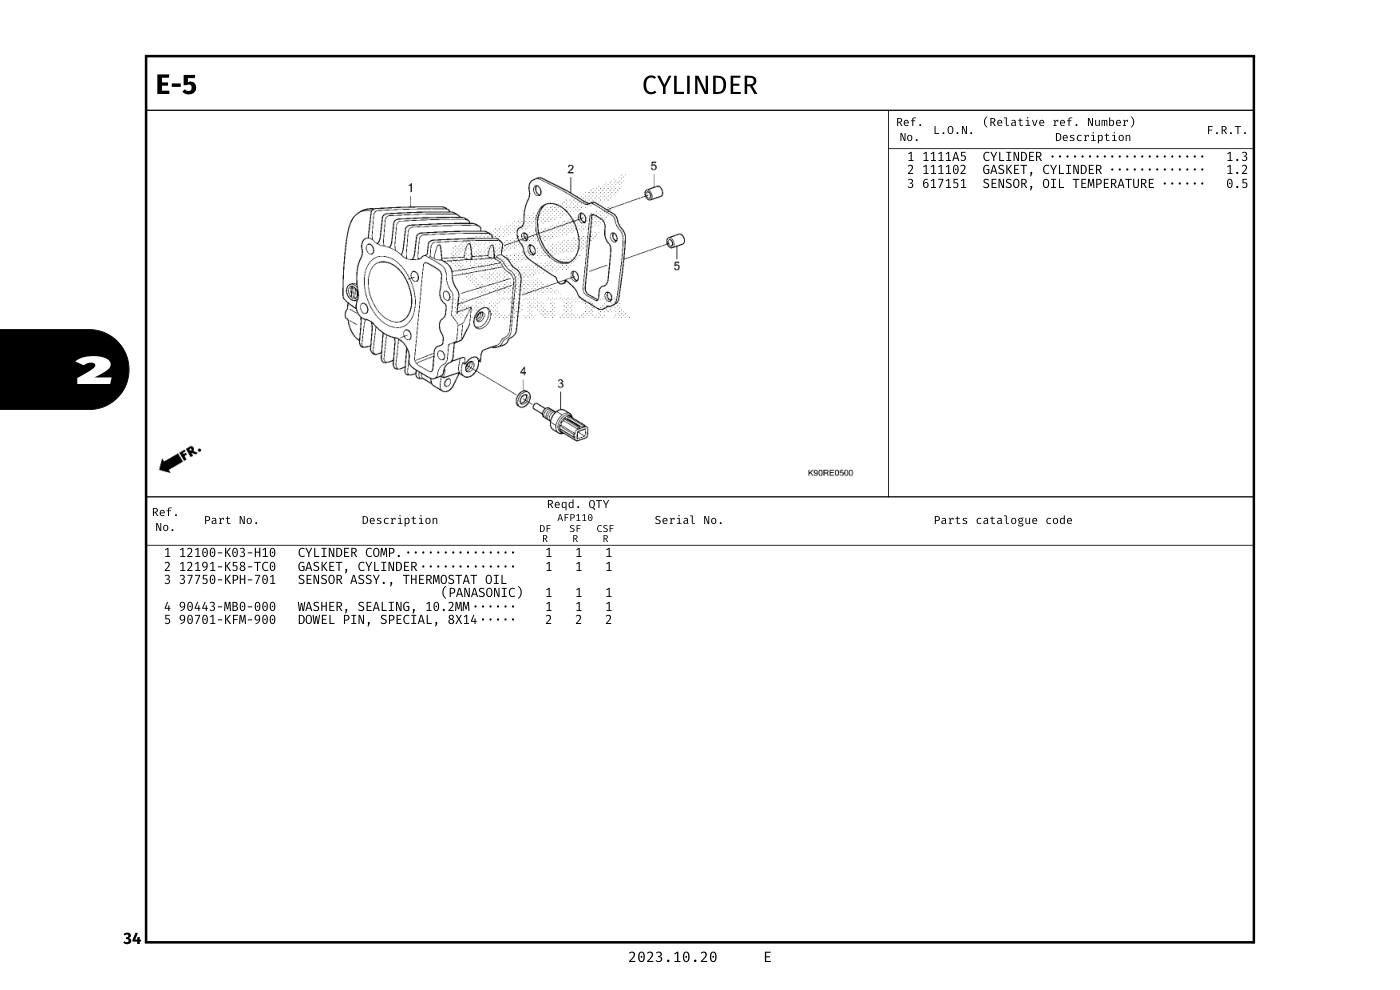 E-5 CYLINDER
Ref. No. L.O.N. (Relative ref. Number) Description F.R.T.
1 1111A5 CYLINDER ····················· 1.3
2 111102 GASKET, CYLINDER ············· 1.2
3 617151 SENSOR, OIL TEMPERATURE ······ 0.5
1
2
5
5
4
3
HONDA
FR.
K90RE0500
2
Ref. No. Part No. Description Reqd. QTY AFP110 DF SF CSF R R R Serial No. Parts catalogue code
1 12100-K03-H10 CYLINDER COMP. ··············· 1 1 1
2 12191-K58-TC0 GASKET, CYLINDER ············· 1 1 1
3 37750-KPH-701 SENSOR ASSY., THERMOSTAT OIL
(PANASONIC) 1 1 1
4 90443-MB0-000 WASHER, SEALING, 10.2MM ······ 1 1 1
5 90701-KFM-900 DOWEL PIN, SPECIAL, 8X14 ····· 2 2 2
34
2023.10.20 E